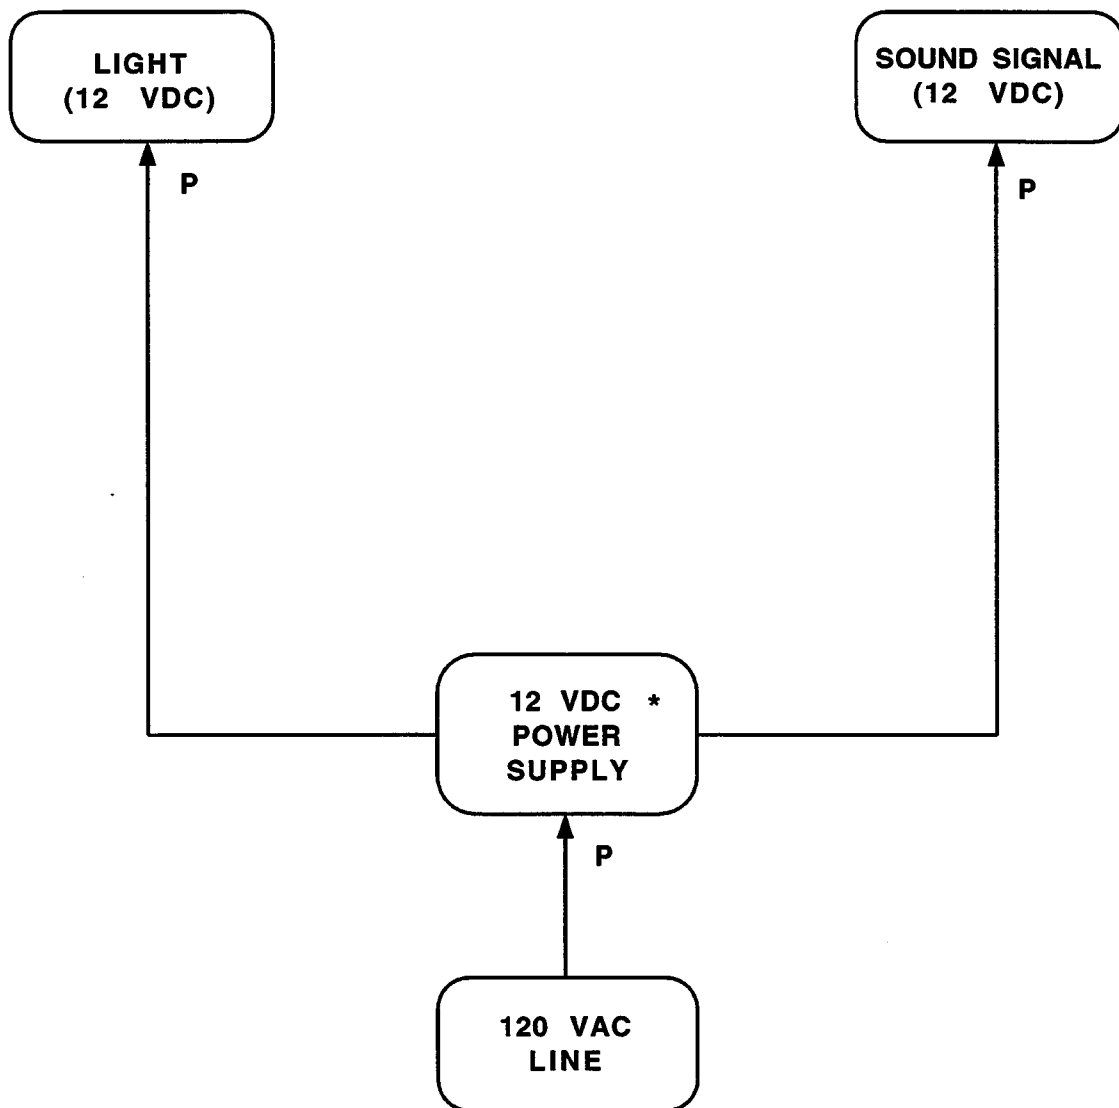 LIGHT
(12 VDC)
SOUND SIGNAL
(12 VDC)
P
P
12 VDC *
POWER
SUPPLY
P
120 VAC
LINE